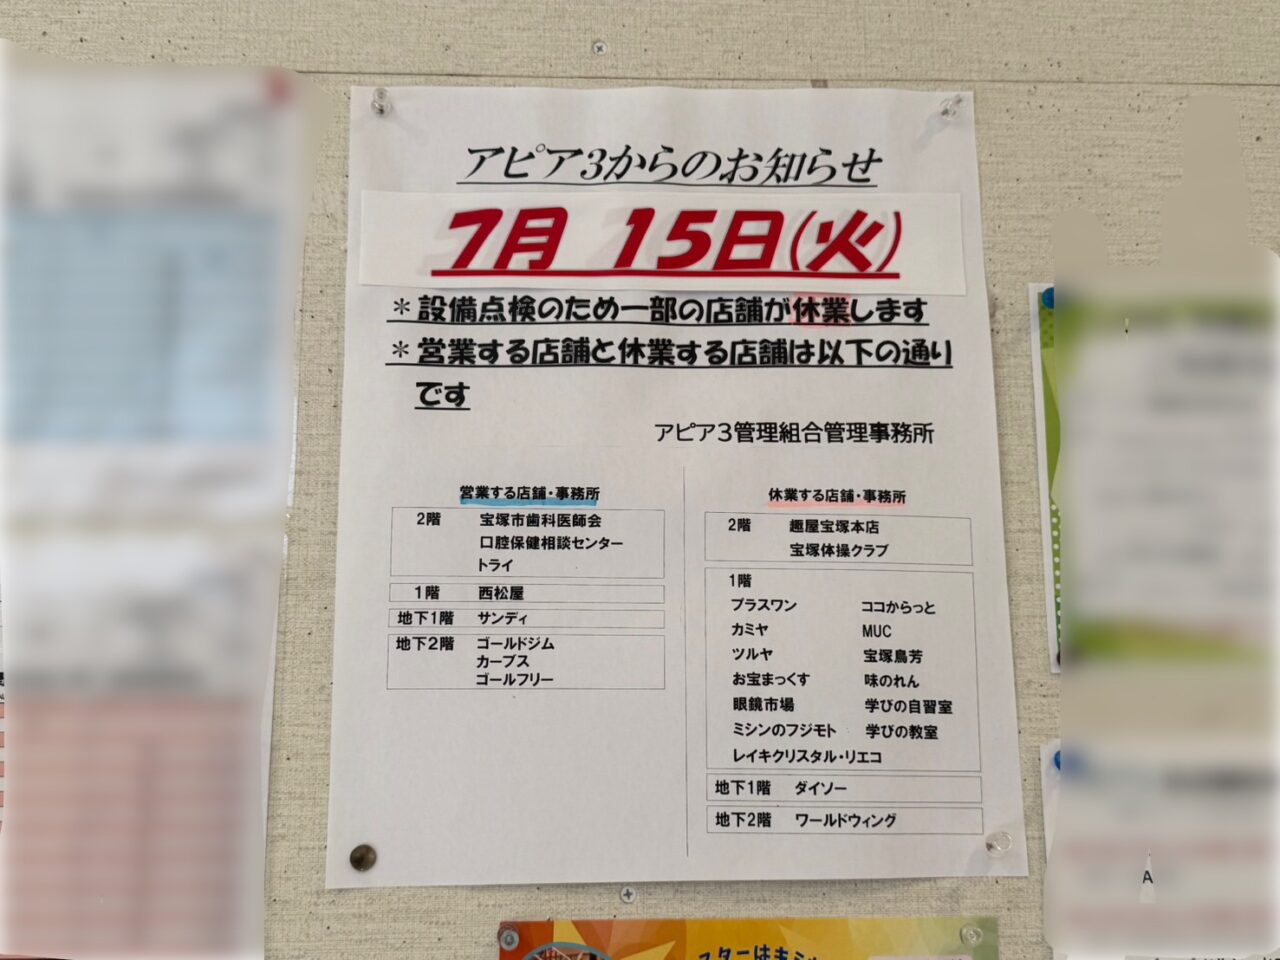 アピア3からのお知らせ
7月 15日(火)
＊設備点検のため一部の店舗が休業します
＊営業する店舗と休業する店舗は以下の通り
です
アピア3管理組合管理事務所
営業する店舗・事務所
2階 宝塚市歯科医師会
口腔保健相談センター
トライ
1階 西松屋
地下1階 サンディ
地下2階 ゴールドジム
カーブス
ゴールフリー
休業する店舗・事務所
2階 趣屋宝塚本店
宝塚体操クラブ
1階
プラスワン ココからっと
カミヤ MUC
ツルヤ 宝塚鳥芳
お宝まっくす 味のれん
眼鏡市場 学びの自習室
ミシンのフジモト 学びの教室
レイキクリスタル・リエコ
地下1階 ダイソー
地下2階 ワールドウィング
A